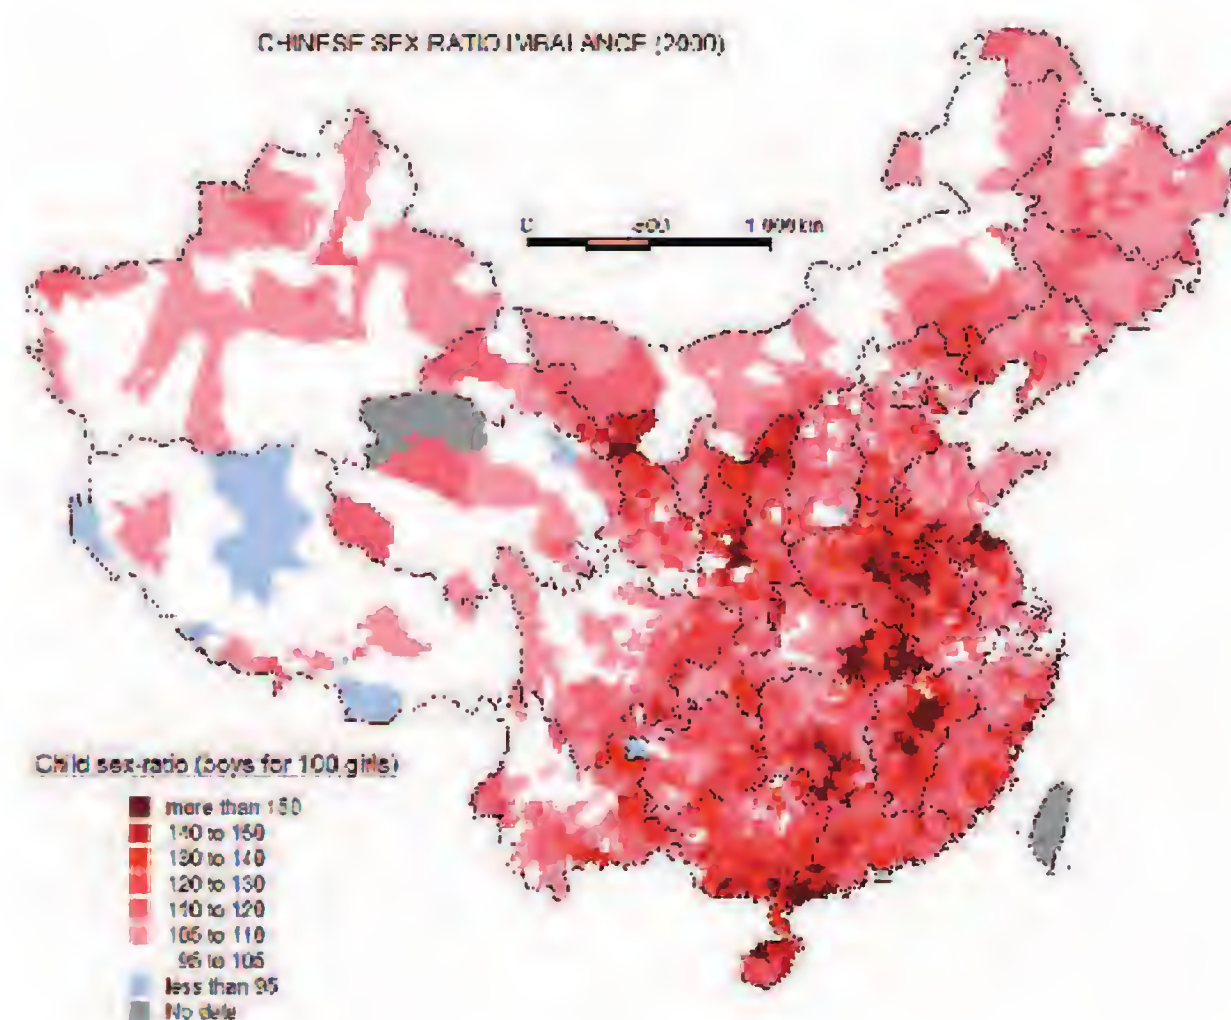 CHINESE SEX RATIO IMBALANCE (2000)
0 500 1 000 km
Child sex-ratio (boys for 100 girls)
more than 150
140 to 150
130 to 140
120 to 130
110 to 120
105 to 110
95 to 105
less than 95
No data